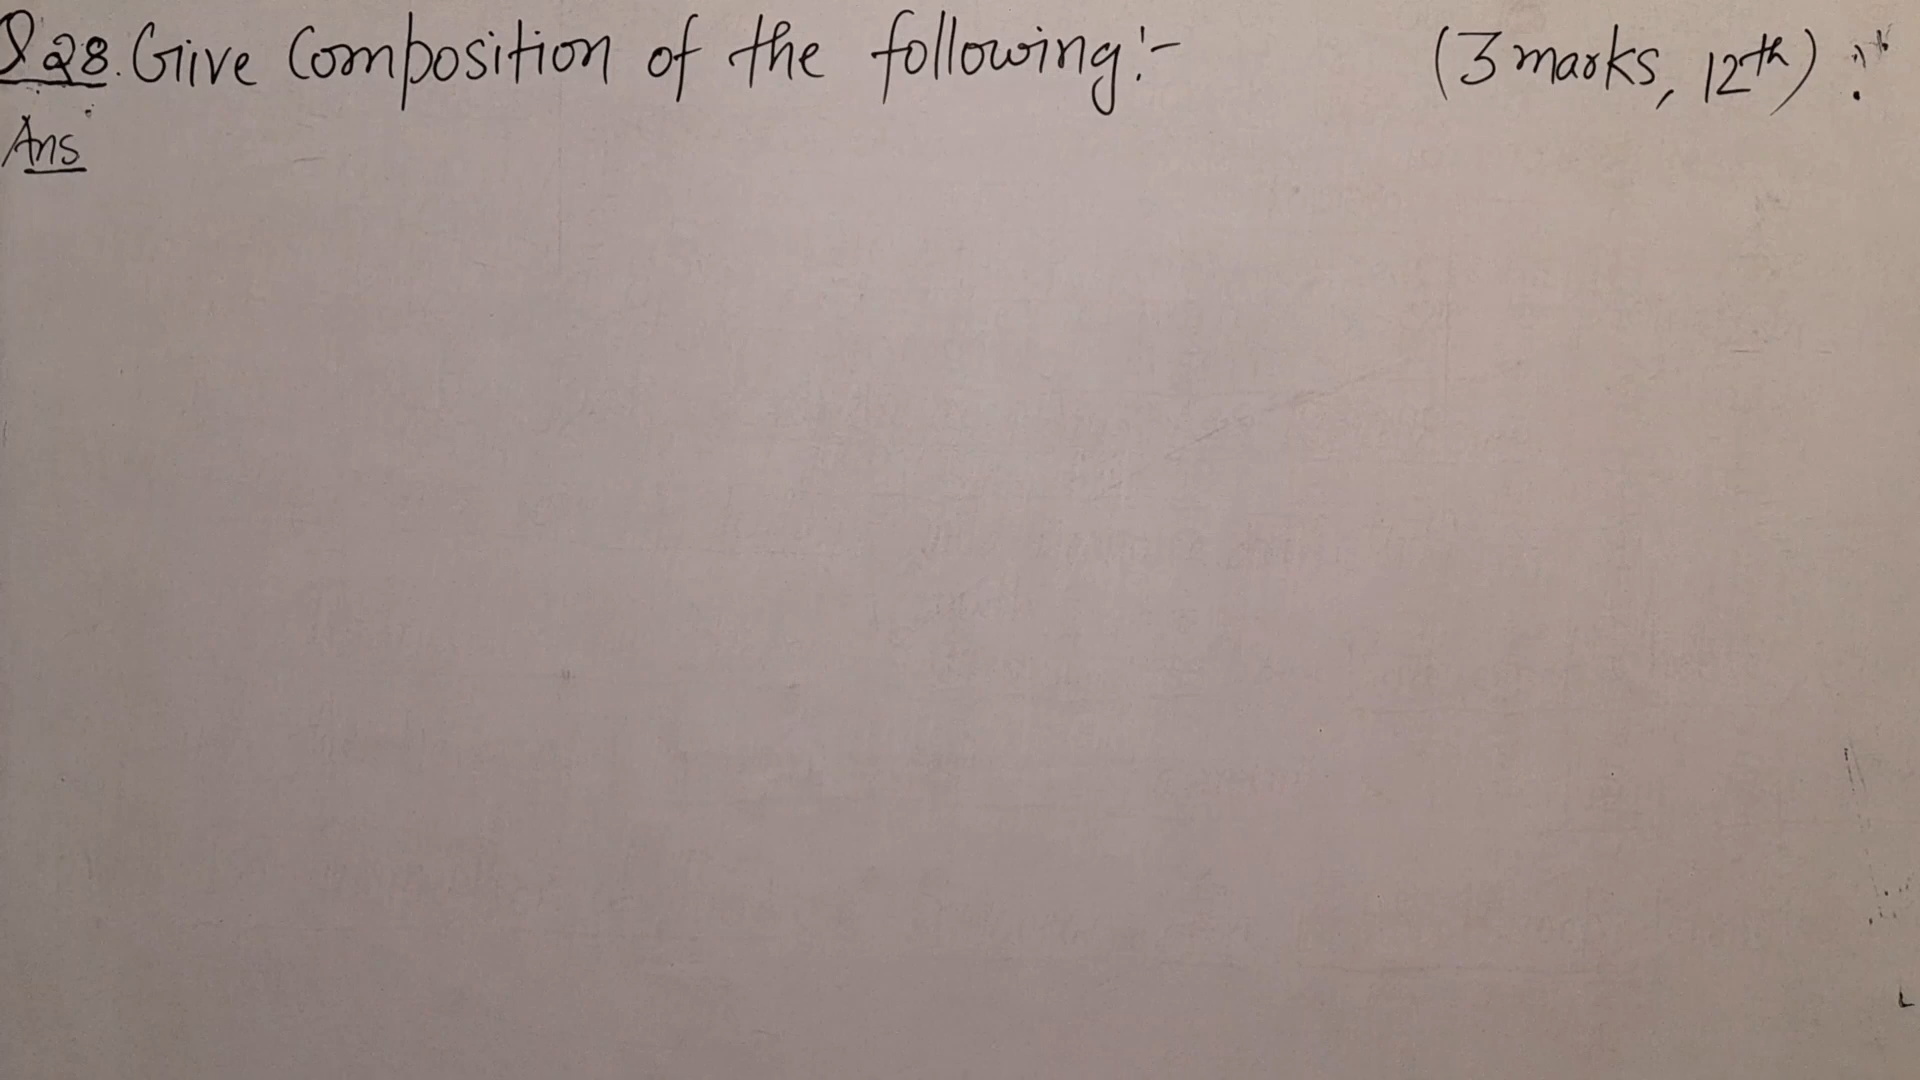 Q28. Give Composition of the following:- (3 marks, 12th)
Ans